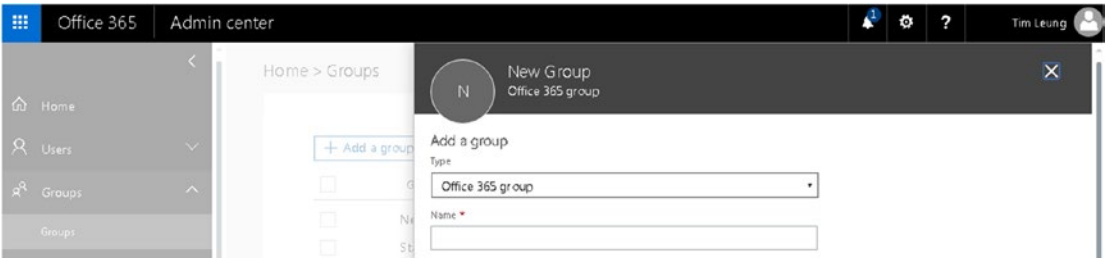 Office 365 Admin center 1 ? Tim Leung
Home > Groups
New Group
N
Office 365 group
Home
Add a group
Users
+ Add a group
Type
Groups
Office 365 group
Name *
Groups